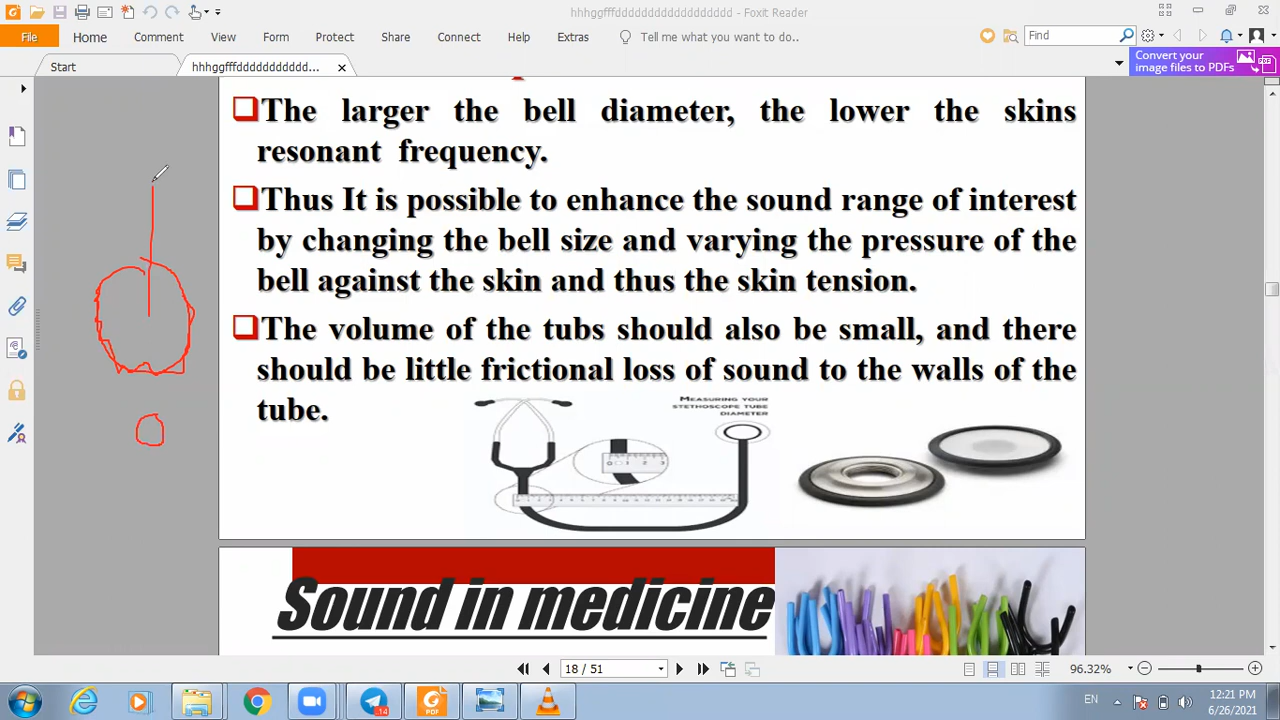 hhhggfffdddddddddddddddddd - Foxit Reader
File Home Comment View Form Protect Share Connect Help Extras Tell me what you want to do.. Find
Start hhhggfffddddddddddd... Convert your
image files to PDFs
The larger the bell diameter, the lower the skins
resonant frequency.
Thus It is possible to enhance the sound range of interest
by changing the bell size and varying the pressure of the
bell against the skin and thus the skin tension.
The volume of the tubs should also be small, and there
should be little frictional loss of sound to the walls of the
tube.
MEASURING YOUR
STETHOSCOPE TUBE
DIAMETER
Sound in medicine
18 / 51 96.32%
14 PDF EN 12:21 PM
6/26/2021